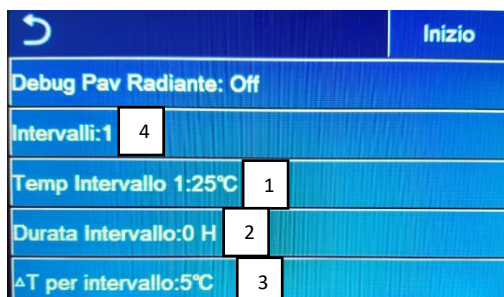 Inizio
Debug Pav Radiante: Off
Intervalli:1 4
Temp Intervallo 1:25℃ 1
Durata Intervallo:0 H 2
△T per intervallo:5℃ 3